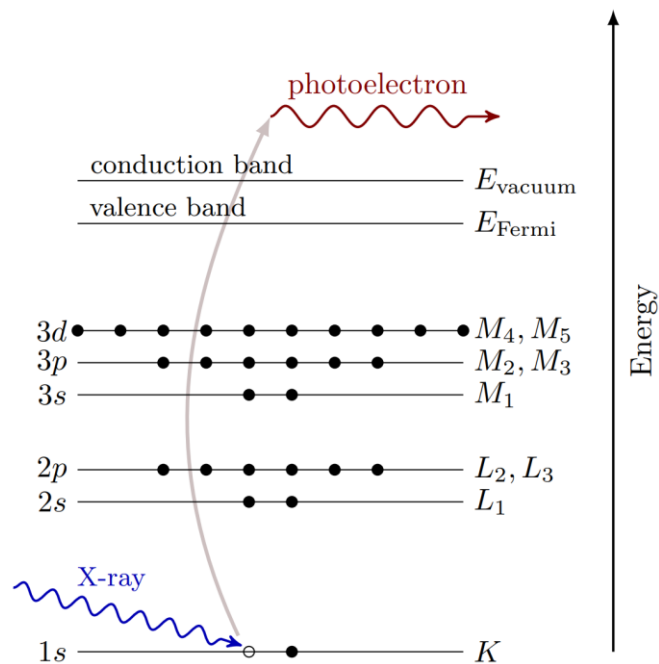 photoelectron
conduction band
E_vacuum
valence band
E_Fermi
3d
M_4, M_5
3p
M_2, M_3
3s
M_1
2p
L_2, L_3
2s
L_1
X-ray
1s
K
Energy